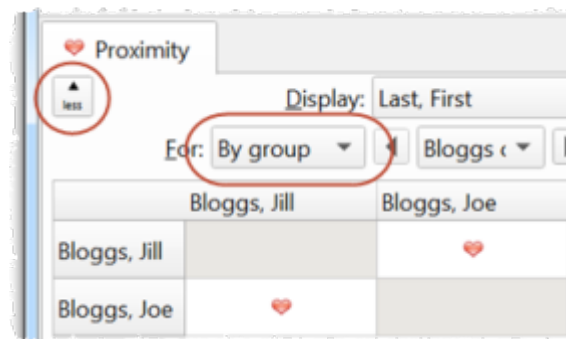 Proximity
less
Display: Last, First
For: By group Bloggs
Bloggs, Jill Bloggs, Joe
Bloggs, Jill
Bloggs, Joe